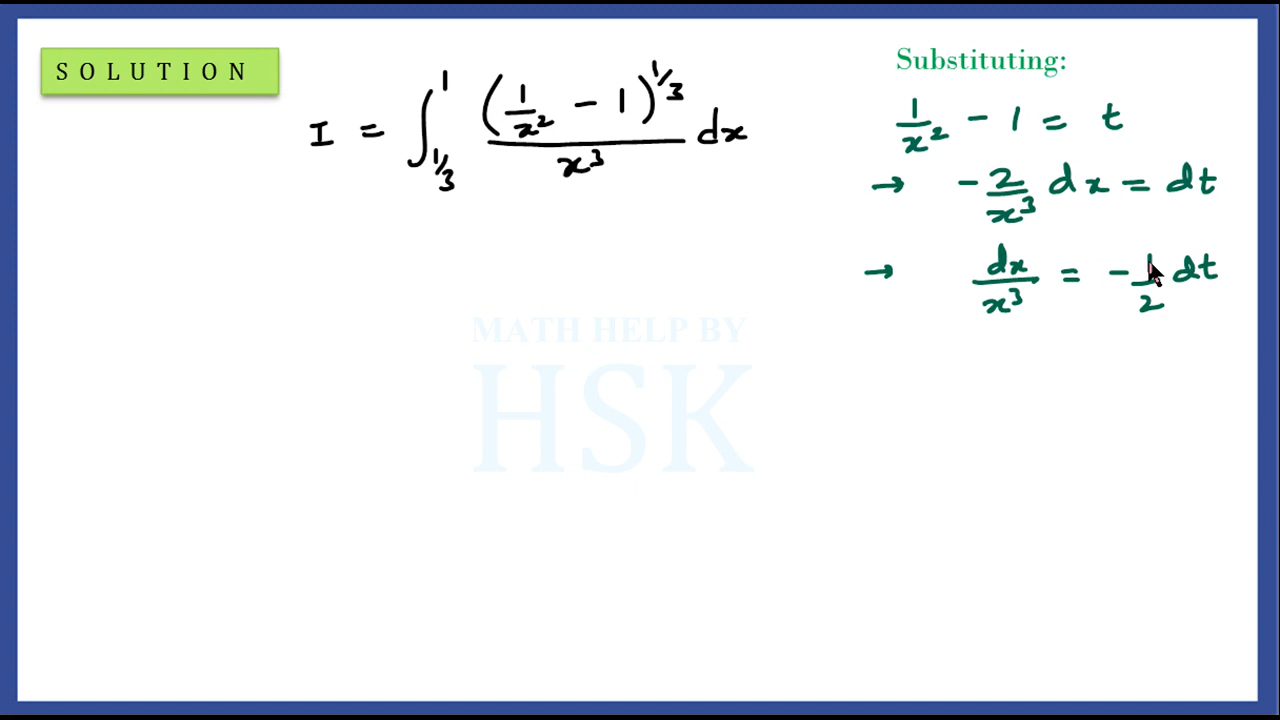 SOLUTION
I = ∫_{1/3}^{1} (1/x² − 1)^{1/3} / x³ dx
Substituting:
1/x² − 1 = t
→ −2/x³ dx = dt
→ dx/x³ = −1/2 dt
MATH HELP BY
HSK